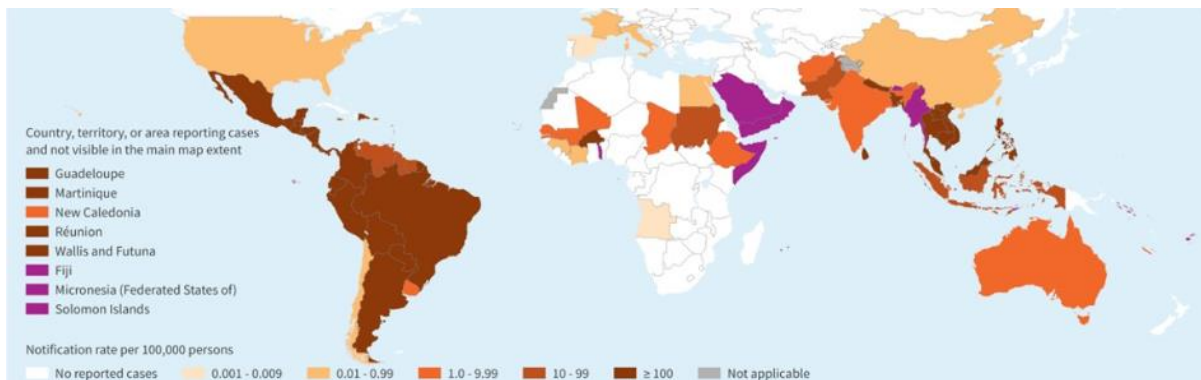 Country, territory, or area reporting cases
and not visible in the main map extent
Guadeloupe
Martinique
New Caledonia
Réunion
Wallis and Futuna
Fiji
Micronesia (Federated States of)
Solomon Islands
Notification rate per 100,000 persons
No reported cases 0.001 - 0.009 0.01 - 0.99 1.0 - 9.99 10 - 99 ≥ 100 Not applicable